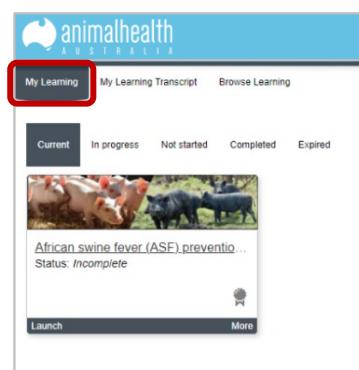 animalhealth
AUSTRALIA
My Learning My Learning Transcript Browse Learning
Current In progress Not started Completed Expired
African swine fever (ASF) preventio...
Status: Incomplete
Launch More